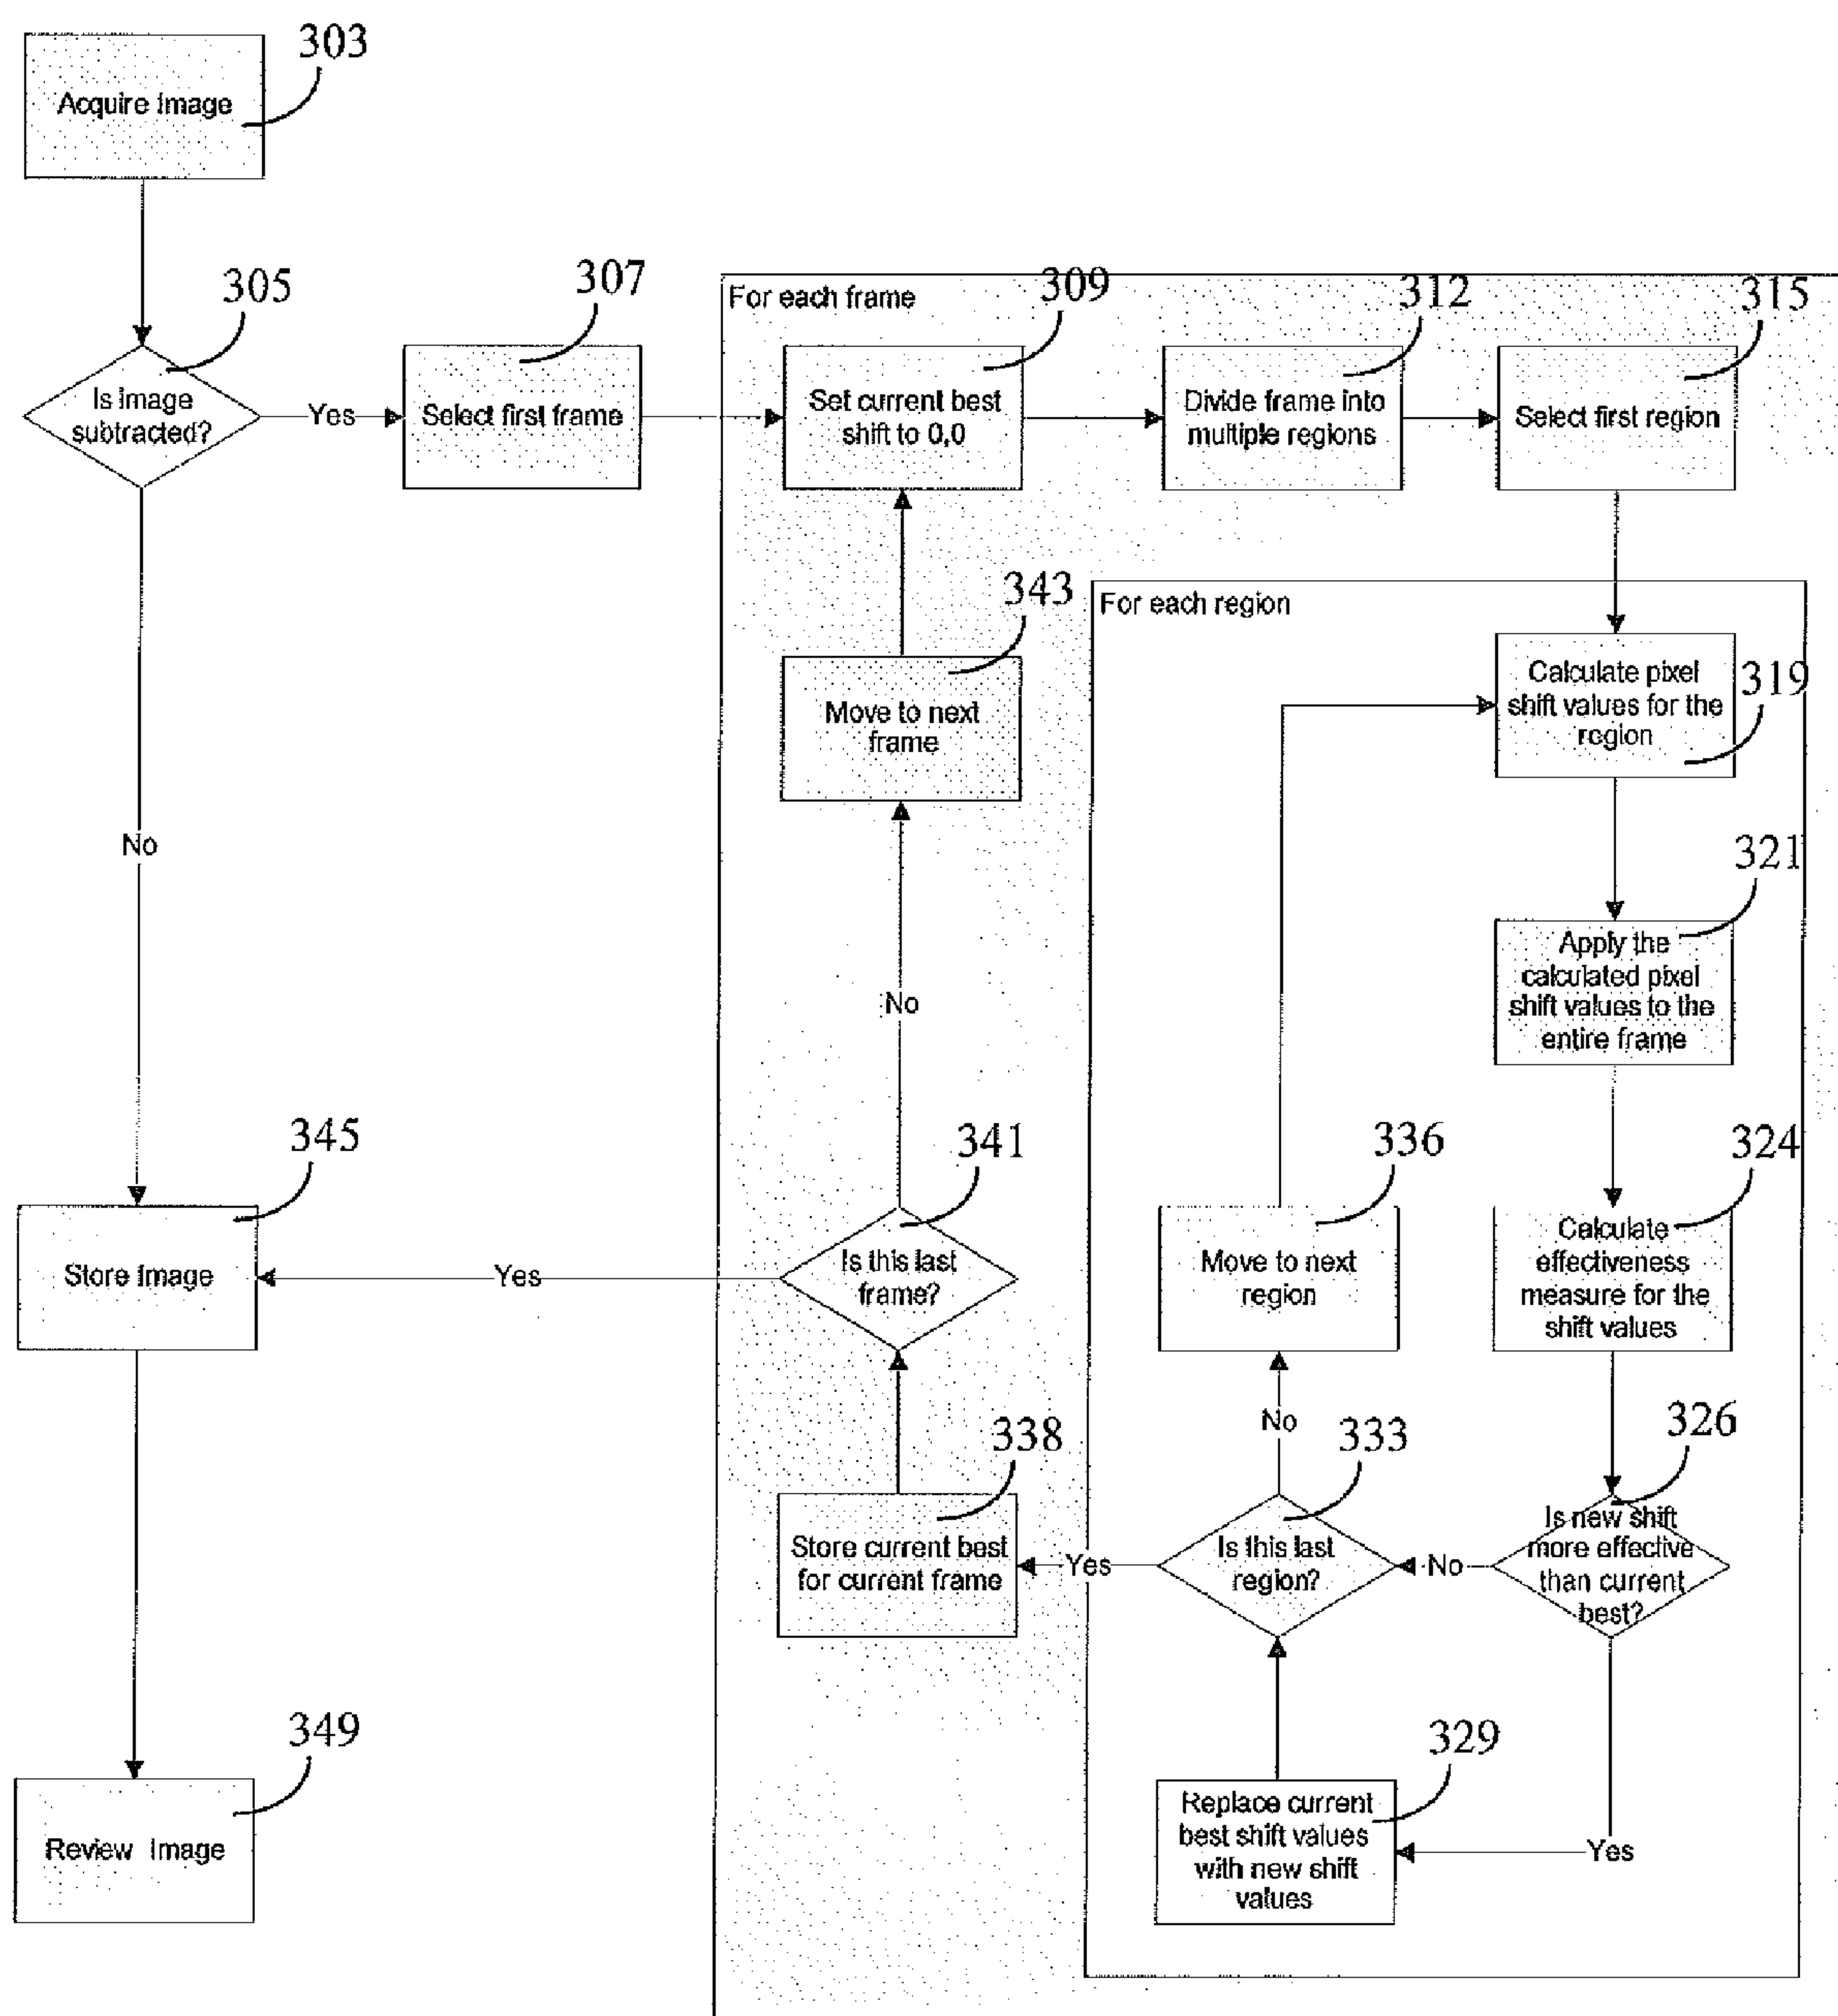 303
Acquire Image
305
Is Image
subtracted?
Yes
307
Select first frame
For each frame
309
Set current best
shift to 0,0
312
Divide frame into
multiple regions
315
Select first region
343
Move to next
frame
For each region
Calculate pixel
shift values for the
region
319
321
Apply the
calculated pixel
shift values to the
entire frame
No
No
345
Store Image
Yes
341
Is this last
frame?
336
Move to next
region
324
Calculate
effectiveness
measure for the
shift values
No
338
Store current best
for current frame
Yes
333
Is this last
region?
No
326
Is new shift
more effective
than current
best?
349
Review Image
329
Replace current
best shift values
with new shift
values
Yes